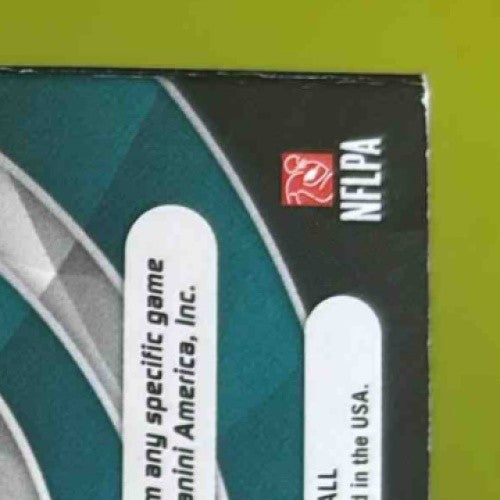 NFLPA
m any specific game
anini America, Inc.
ALL
d in the USA.